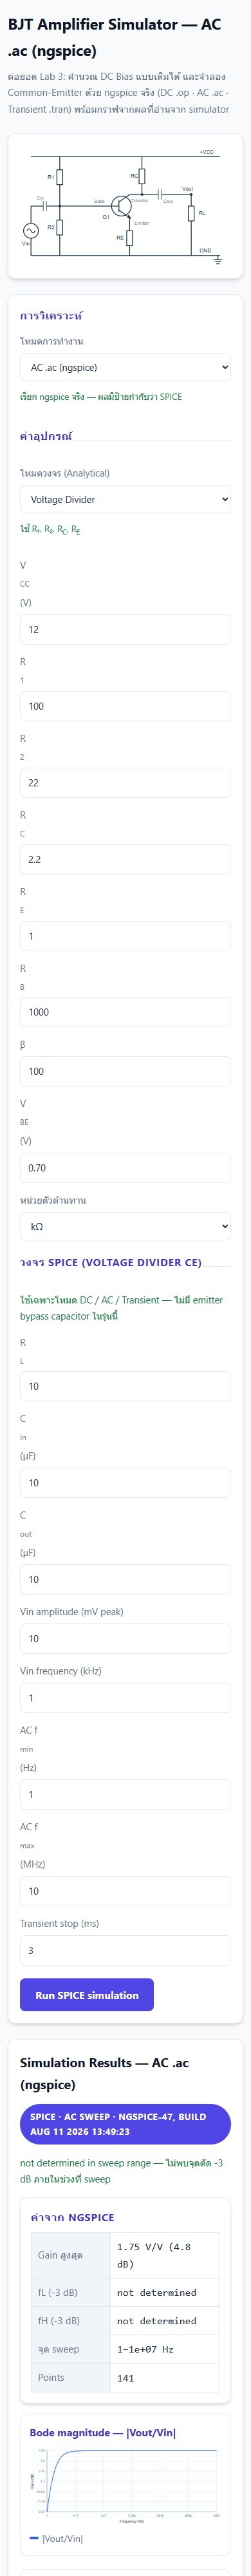 BJT Amplifier Simulator — AC
.ac (ngspice)
ต่อยอด Lab 3: คำนวณ DC Bias แบบเดิมได้ และจำลอง
Common-Emitter ด้วย ngspice จริง (DC .op · AC .ac ·
Transient .tran) พร้อมกราฟจากผลที่อ่านจาก simulator
+VCC
R1
RC
Vout
Cin
Base
Collector
Cout
Q1
RL
R2
Emitter
Vin
RE
GND
การวิเคราะห์
โหมดการทำงาน
AC .ac (ngspice)
เรียก ngspice จริง — ผลมีป้ายกำกับว่า SPICE
ค่าอุปกรณ์
โหมดวงจร (Analytical)
Voltage Divider
ใช้ R₁, R₂, RC, RE
V
CC
(V)
12
R
1
100
R
2
22
R
C
2.2
R
E
1
R
B
1000
β
100
V
BE
(V)
0.70
หน่วยตัวต้านทาน
kΩ
วงจร SPICE (VOLTAGE DIVIDER CE)
ใช้เฉพาะโหมด DC / AC / Transient — ไม่มี emitter
bypass capacitor ในรุ่นนี้
R
L
10
C
in
(µF)
10
C
out
(µF)
10
Vin amplitude (mV peak)
10
Vin frequency (kHz)
1
AC f
min
(Hz)
1
AC f
max
(MHz)
10
Transient stop (ms)
3
Run SPICE simulation
Simulation Results — AC .ac
(ngspice)
SPICE · AC SWEEP · NGSPICE-47, BUILD
AUG 11 2026 13:49:23
not determined in sweep range — ไม่พบจุดตัด -3
dB ภายในช่วงที่ sweep
ค่าจาก NGSPICE
Gain สูงสุด 1.75 V/V (4.8
dB)
fL (-3 dB) not determined
fH (-3 dB) not determined
จุด sweep 1–1e+07 Hz
Points 141
Bode magnitude — |Vout/Vin|
Frequency (Hz)
|Vout/Vin|